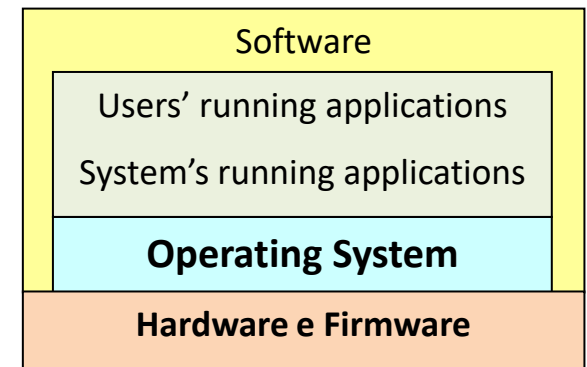 Software
Users’ running applications
System’s running applications
Operating System
Hardware e Firmware